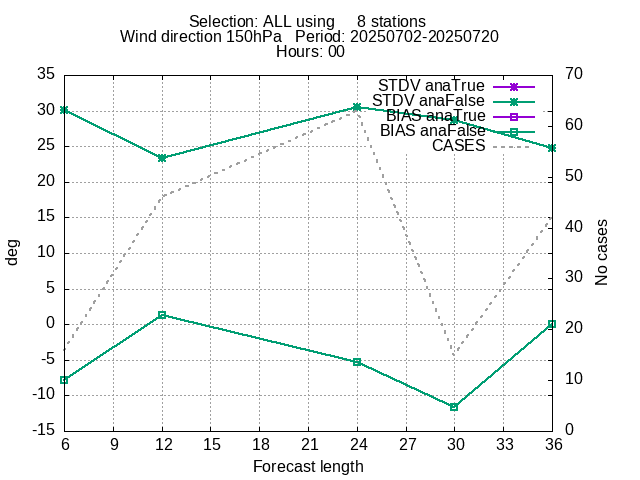 Selection: ALL using     8 stations
Wind direction 150hPa   Period: 20250702-20250720
Hours: 00
35
30
25
20
15
10
5
0
-5
-10
-15
deg
70
60
50
40
30
20
10
0
No cases
STDV anaTrue
STDV anaFalse
BIAS anaTrue
BIAS anaFalse
CASES
6 9 12 15 18 21 24 27 30 33 36
Forecast length